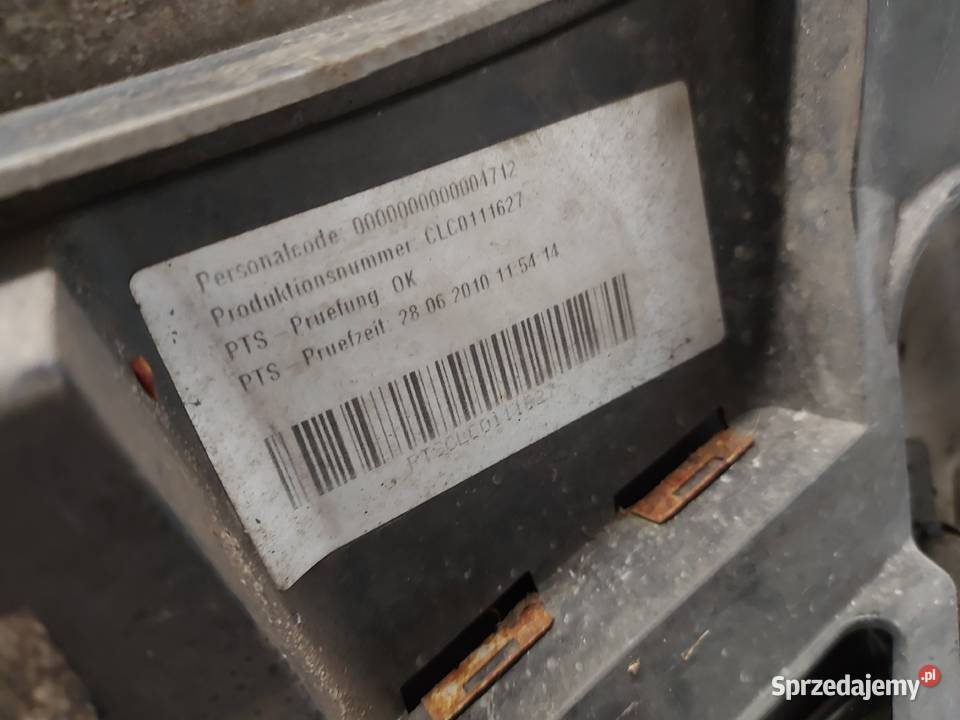 Personalcode: 0000000000004712
Produktionsnummer: CLC0111627
PTS - Pruefung OK
PTS - Pruefzeit: 28.06.2010 11:54:14
PTSCLC0111627
Sprzedajemy.pl